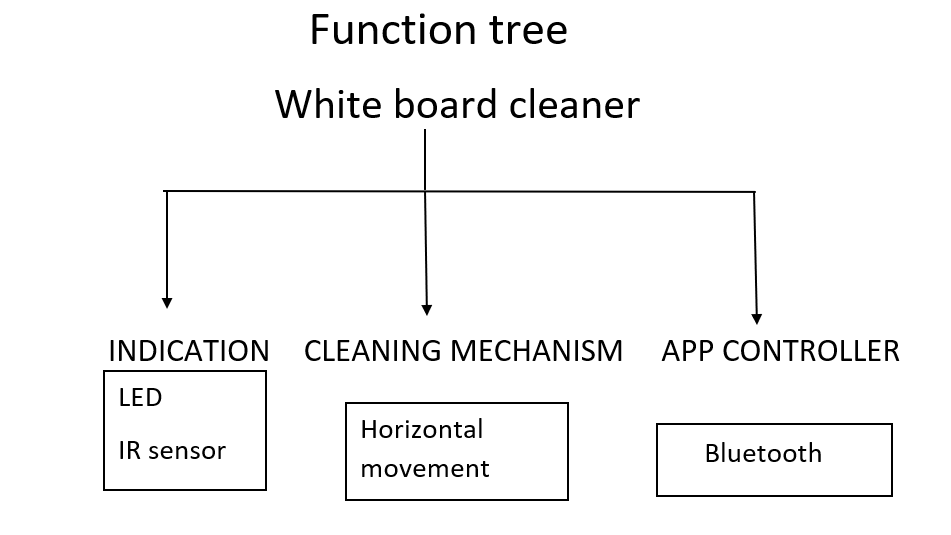 Function tree
White board cleaner
INDICATION
CLEANING MECHANISM
APP CONTROLLER
LED
IR sensor
Horizontal
movement
Bluetooth